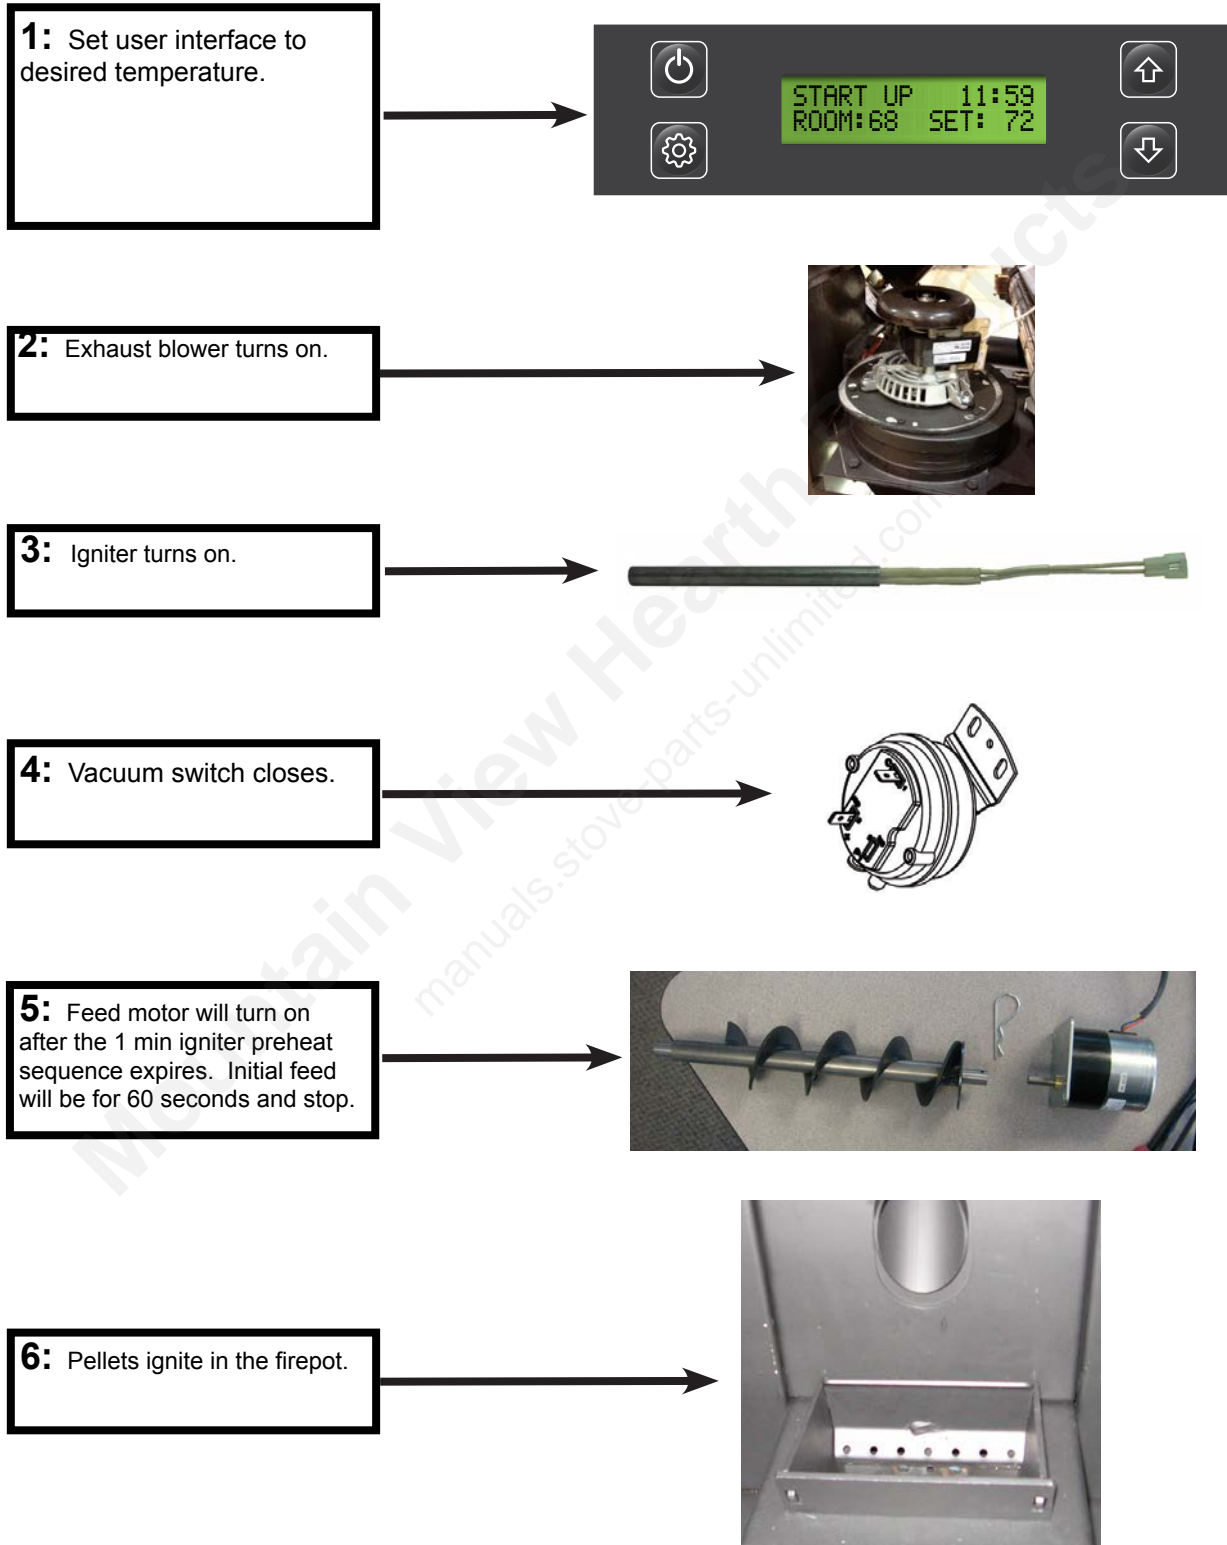 1: Set user interface to
desired temperature.
START UP 11:59
ROOM:68 SET: 72
2: Exhaust blower turns on.
3: Igniter turns on.
4: Vacuum switch closes.
5: Feed motor will turn on
after the 1 min igniter preheat
sequence expires. Initial feed
will be for 60 seconds and stop.
6: Pellets ignite in the firepot.
Mountain View Hearth Products
manuals.stove-parts-unlimited.com